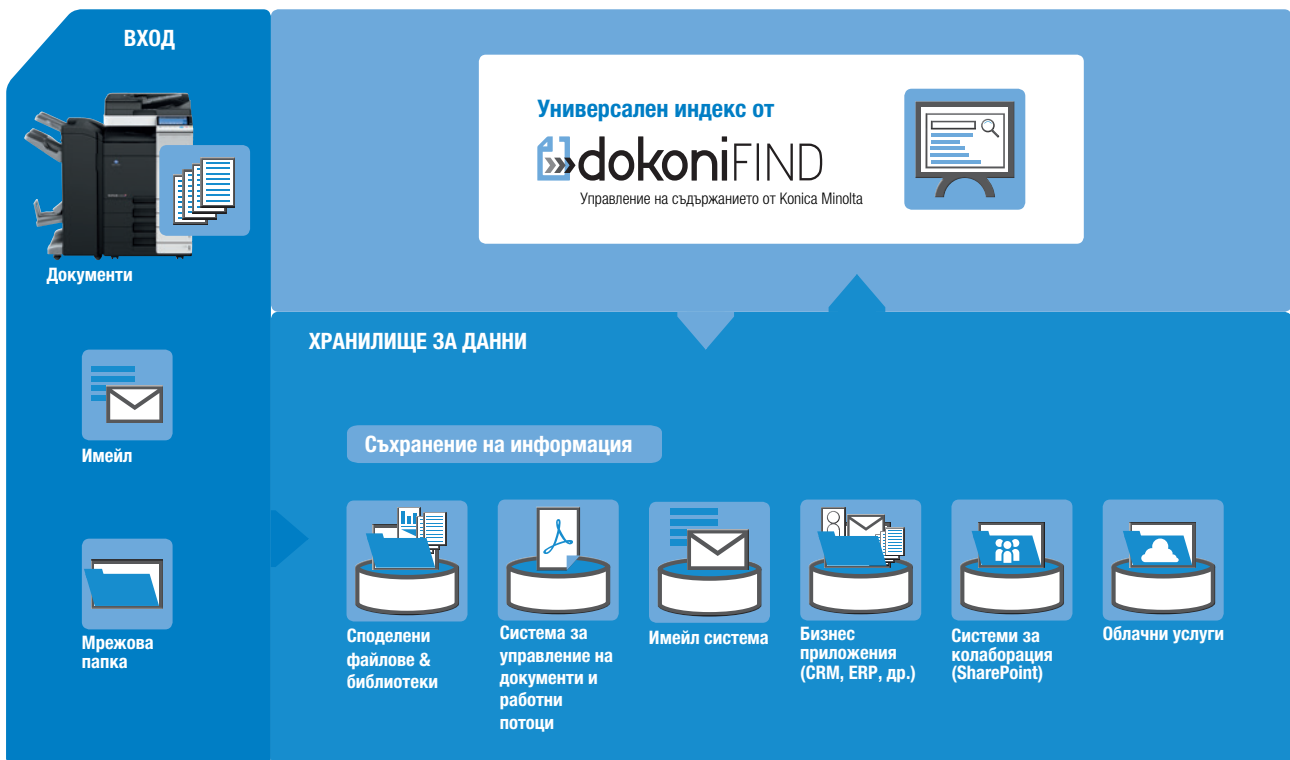 ВХОД
Документи
Имейл
Мрежова
папка
Универсален индекс от
dokoniFIND
Управление на съдържанието от Konica Minolta
ХРАНИЛИЩЕ ЗА ДАННИ
Съхранение на информация
Споделени
файлове &
библиотеки
Система за
управление на
документи и
работни
потоци
Имейл система
Бизнес
приложения
(CRM, ERP, др.)
Системи за
колаборация
(SharePoint)
Облачни услуги